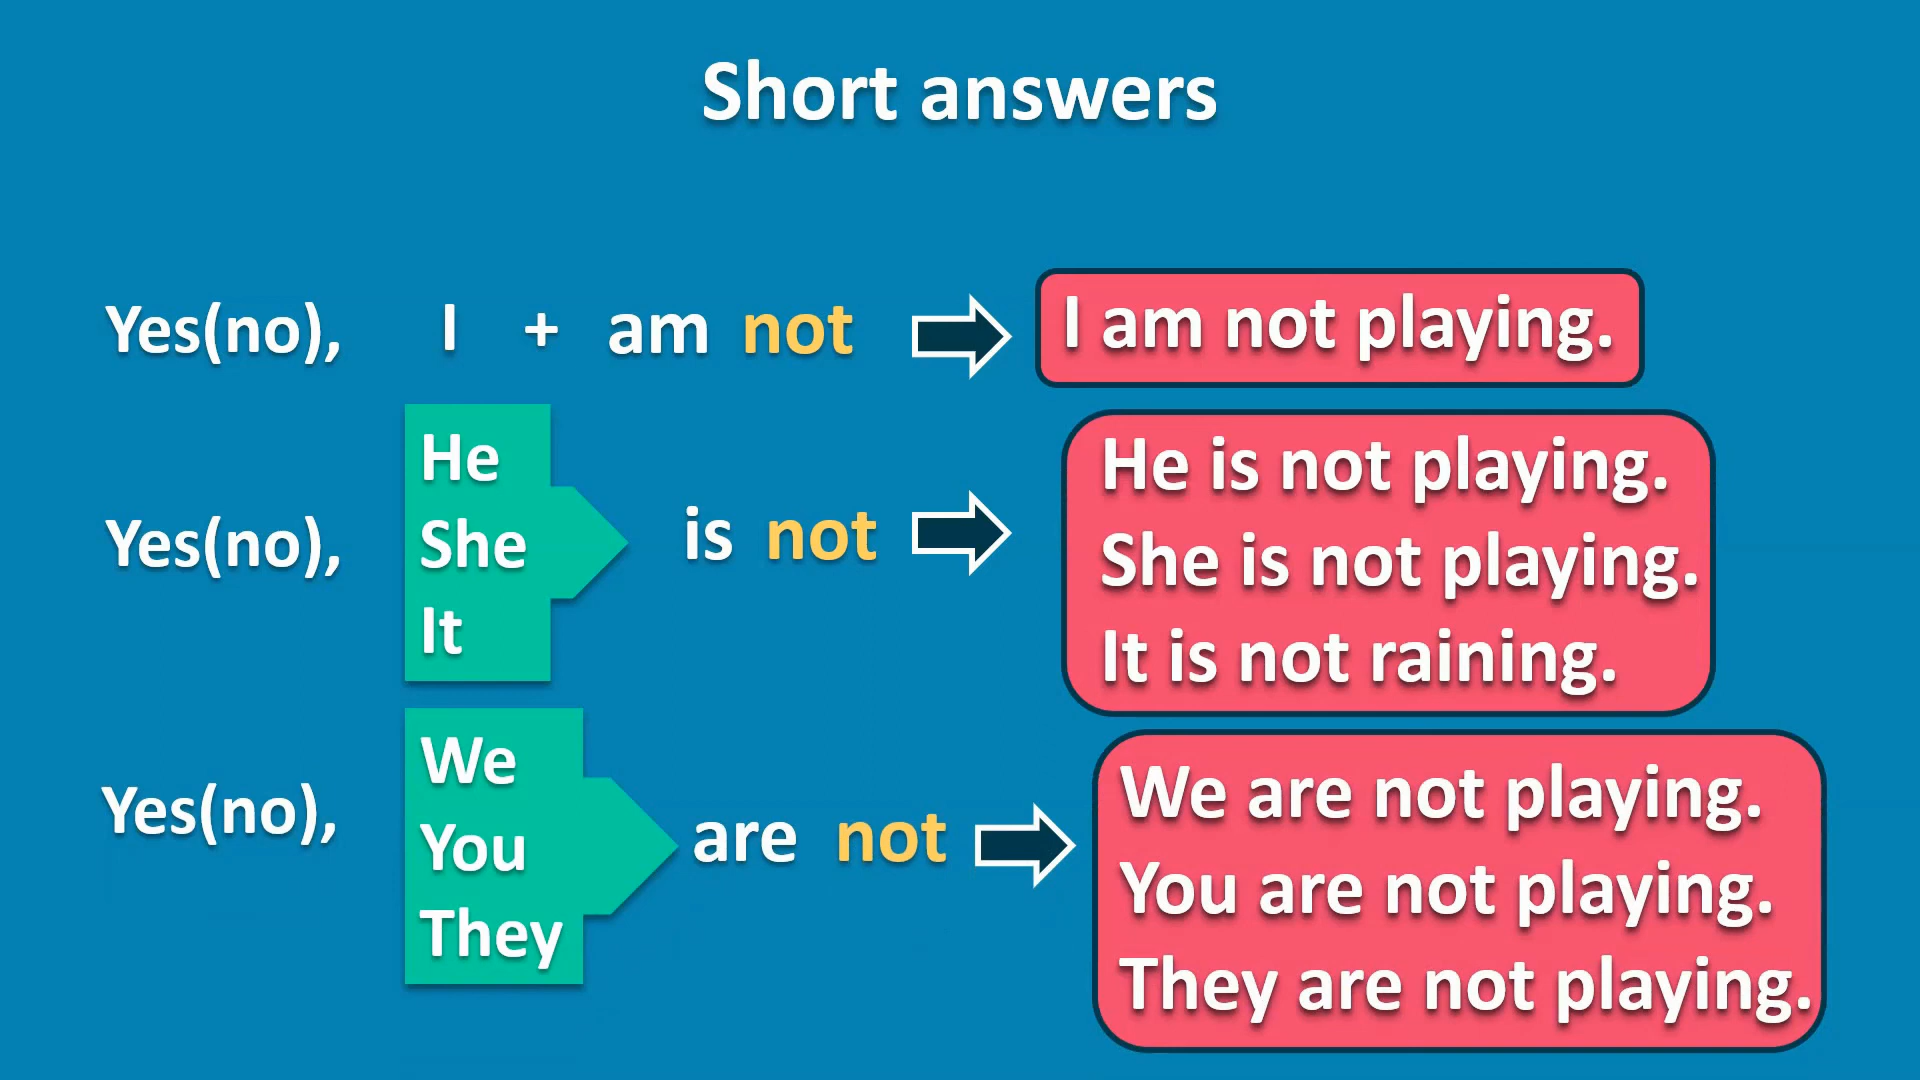 Short answers
Yes(no), I + am not
I am not playing.
Yes(no),
He
She
It
is not
He is not playing.
She is not playing.
It is not raining.
Yes(no),
We
You
They
are not
We are not playing.
You are not playing.
They are not playing.